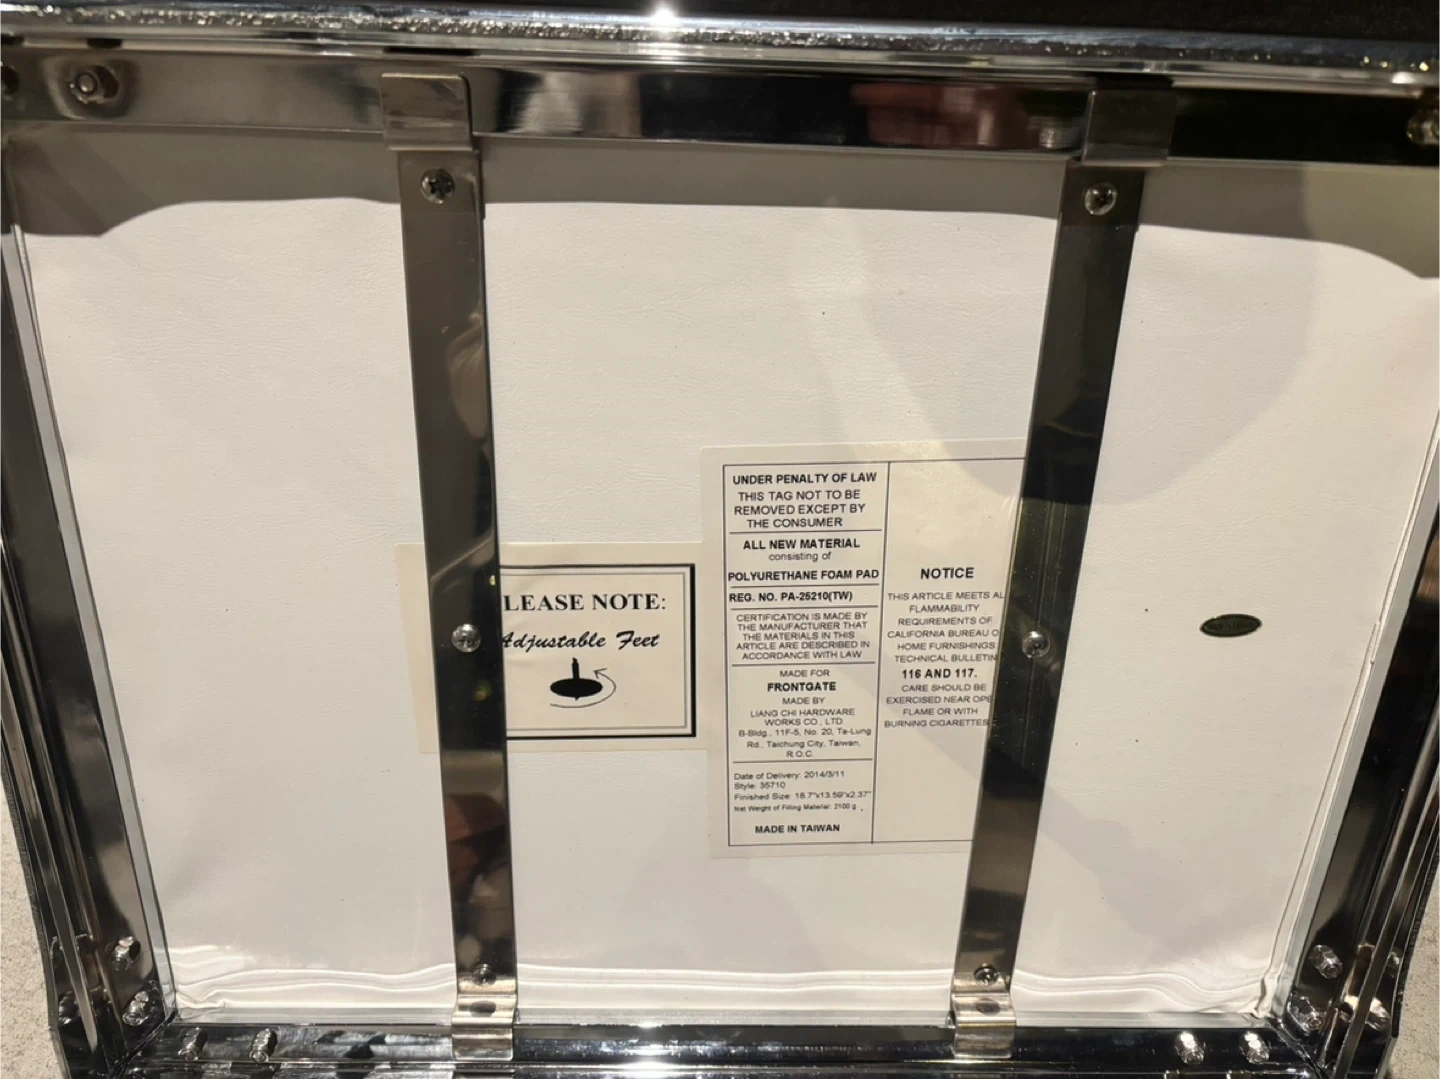 LEASE NOTE:
Adjustable Feet
UNDER PENALTY OF LAW
THIS TAG NOT TO BE
REMOVED EXCEPT BY
THE CONSUMER
ALL NEW MATERIAL
consisting of
POLYURETHANE FOAM PAD
REG. NO. PA-25210(TW)
CERTIFICATION IS MADE BY
THE MANUFACTURER THAT
THE MATERIALS IN THIS
ARTICLE ARE DESCRIBED IN
ACCORDANCE WITH LAW
MADE FOR
FRONTGATE
MADE BY
LIANG CHI HARDWARE
WORKS CO., LTD
B-Bldg., 11F-5, No. 20, Ta-Lung
Rd., Taichung City, Taiwan,
R.O.C.
Date of Delivery: 2014/3/11
Style: 35710
Finished Size: 18.7"x13.59"x2.37"
Net Weight of Filling Material: 2100 g .
MADE IN TAIWAN
NOTICE
THIS ARTICLE MEETS AL
FLAMMABILITY
REQUIREMENTS OF
CALIFORNIA BUREAU O
HOME FURNISHINGS
TECHNICAL BULLETIN
116 AND 117.
CARE SHOULD BE
EXERCISED NEAR OPE
FLAME OR WITH
BURNING CIGARETTES